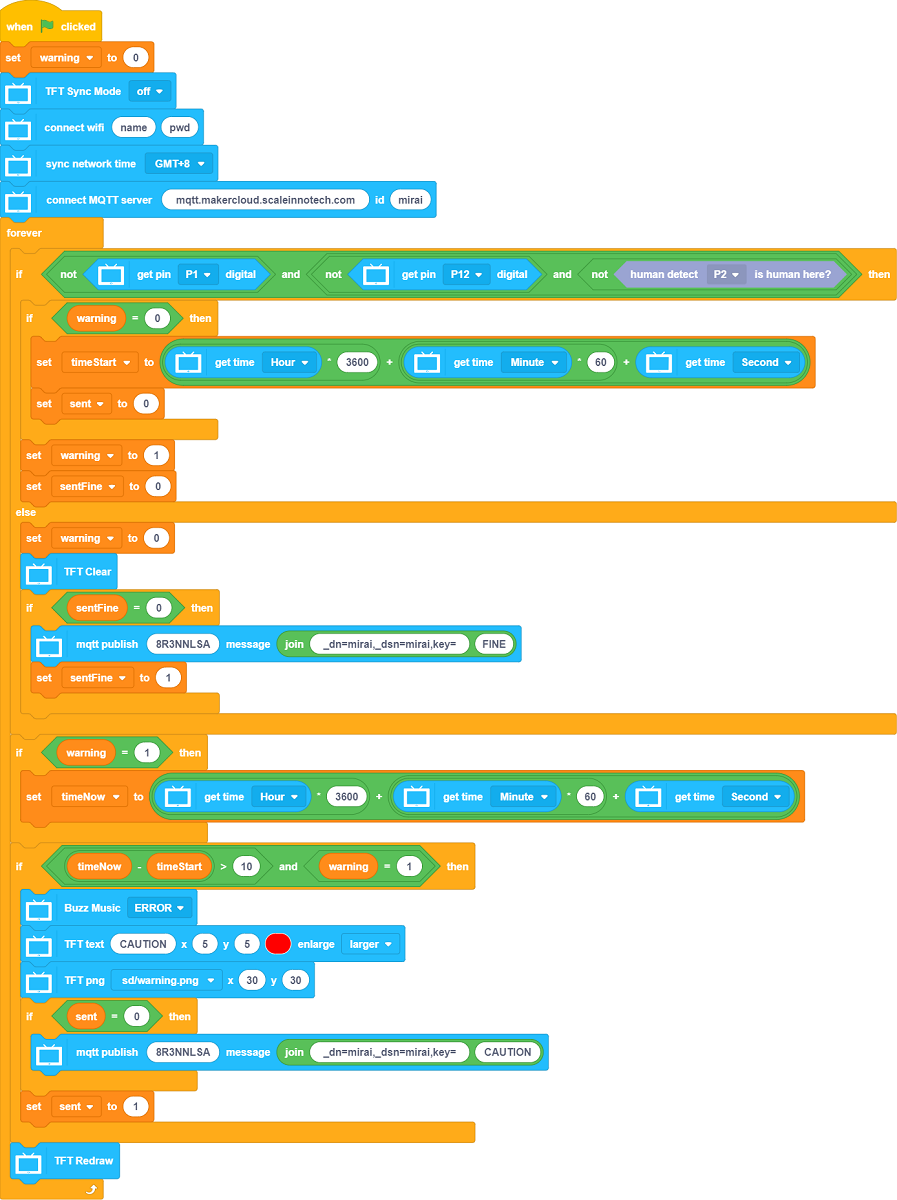 when clicked
set warning to 0
TFT Sync Mode off
connect wifi name pwd
sync network time GMT+8
connect MQTT server mqtt.makercloud.scaleinnotech.com id mirai
forever
if not get pin P1 digital and not get pin P12 digital and not human detect P2 is human here? then
if warning = 0 then
set timeStart to get time Hour * 3600 + get time Minute * 60 + get time Second
set sent to 0
set warning to 1
set sentFine to 0
else
set warning to 0
TFT Clear
if sentFine = 0 then
mqtt publish 8R3NNLSA message join _dn=mirai,_dsn=mirai,key= FINE
set sentFine to 1
if warning = 1 then
set timeNow to get time Hour * 3600 + get time Minute * 60 + get time Second
if timeNow - timeStart > 10 and warning = 1 then
Buzz Music ERROR
TFT text CAUTION x 5 y 5 enlarge larger
TFT png sd/warning.png x 30 y 30
if sent = 0 then
mqtt publish 8R3NNLSA message join _dn=mirai,_dsn=mirai,key= CAUTION
set sent to 1
TFT Redraw